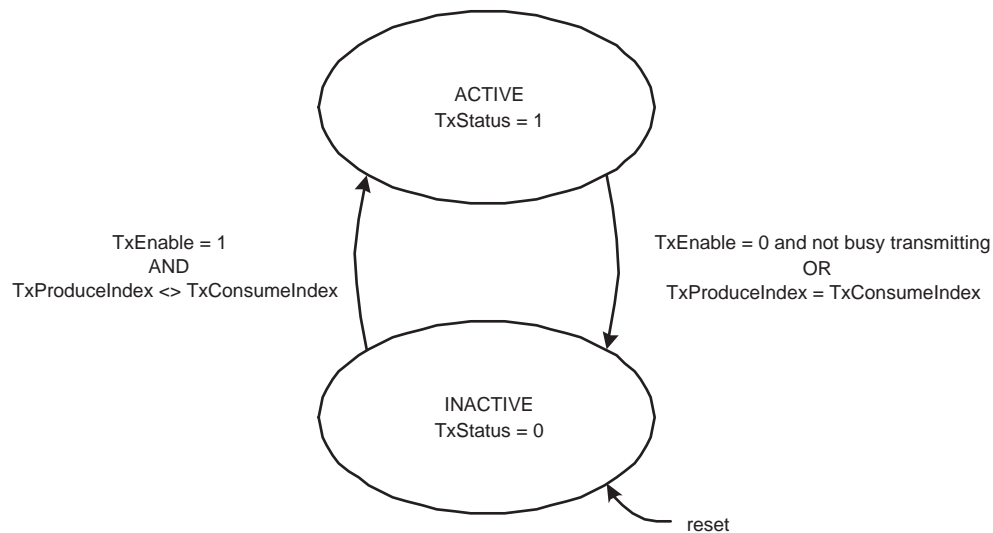 ACTIVE
TxStatus = 1
TxEnable = 1
AND
TxProduceIndex <> TxConsumeIndex
TxEnable = 0 and not busy transmitting
OR
TxProduceIndex = TxConsumeIndex
INACTIVE
TxStatus = 0
reset